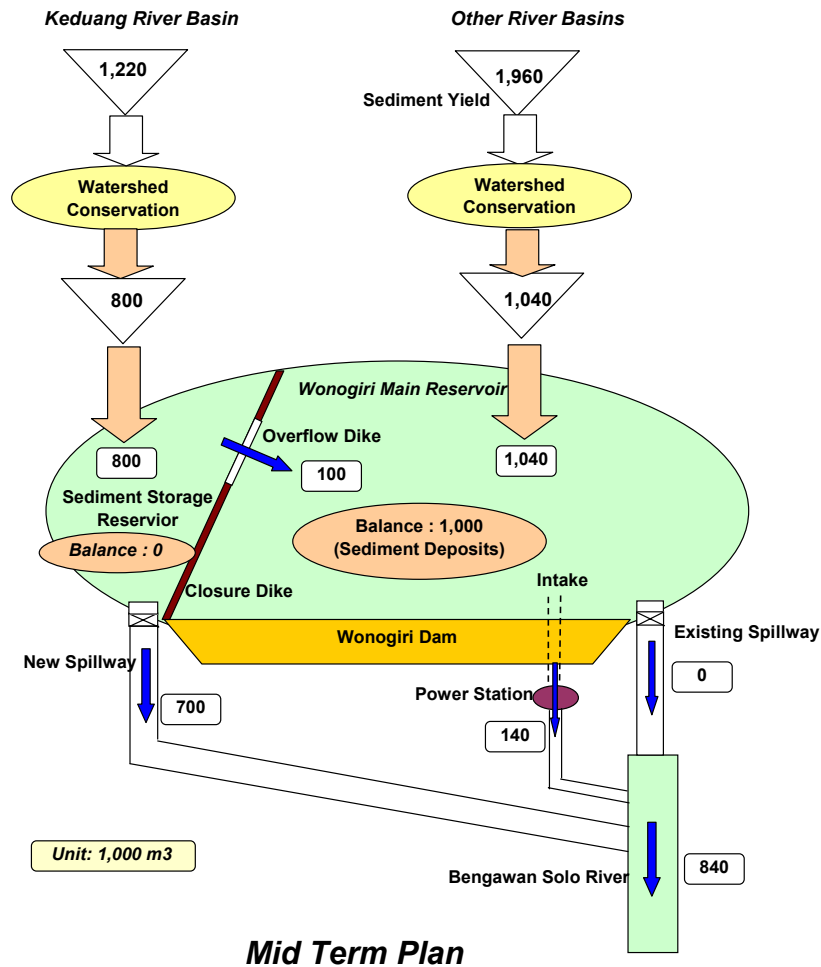 Keduang River Basin
Other River Basins
1,220
1,960
Sediment Yield
Watershed
Conservation
Watershed
Conservation
800
1,040
Wonogiri Main Reservoir
Overflow Dike
800
100
1,040
Sediment Storage
Reservior
Balance : 0
Balance : 1,000
(Sediment Deposits)
Intake
Closure Dike
Wonogiri Dam
Existing Spillway
New Spillway
0
Power Station
700
140
Unit: 1,000 m3
Bengawan Solo River
840
Mid Term Plan